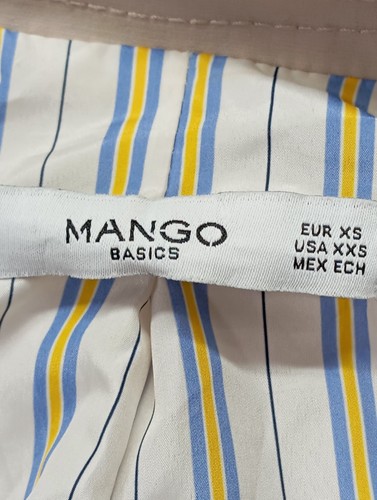 MANGO
BASICS
EUR XS
USA XXS
MEX ECH